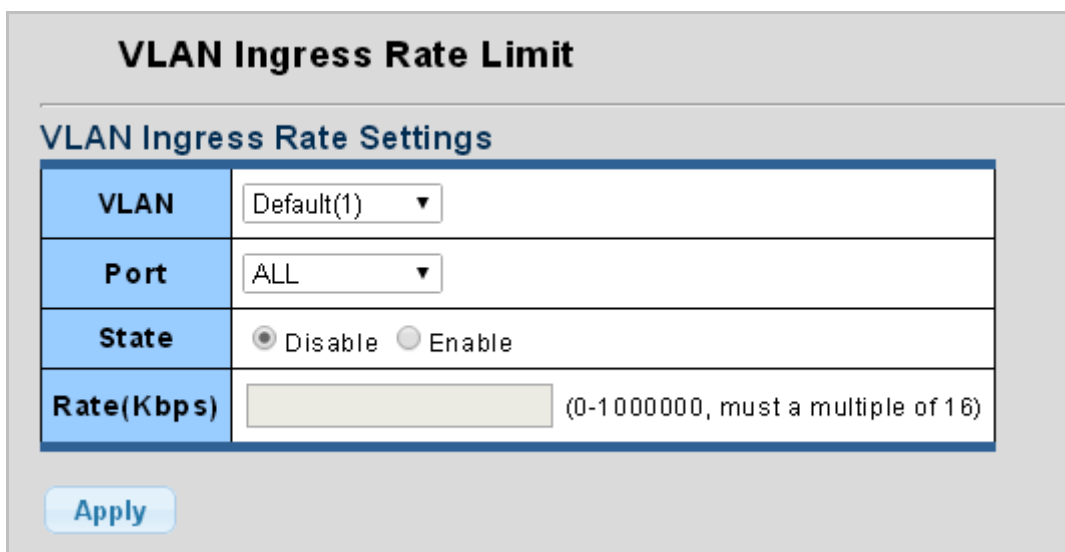 VLAN Ingress Rate Limit
VLAN Ingress Rate Settings
VLAN Default(1)
Port ALL
State Disable Enable
Rate(Kbps) (0-1000000, must a multiple of 16)
Apply